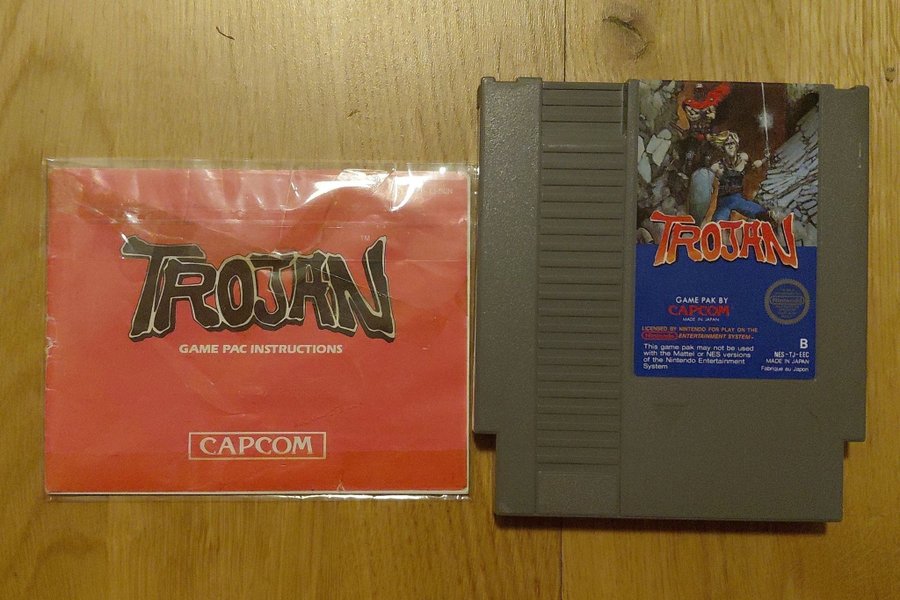 TROJAN
TM
GAME PAC INSTRUCTIONS
CAPCOM
TROJAN
GAME PAK BY
CAPCOM
MADE IN JAPAN
LICENSED BY NINTENDO FOR PLAY ON THE
Nintendo ENTERTAINMENT SYSTEM
This game pak may not be used
with the Mattel or NES versions
of the Nintendo Entertainment
System
Nintendo
B
NES-TJ-EEC
MADE IN JAPAN
Fabriqué au Japon